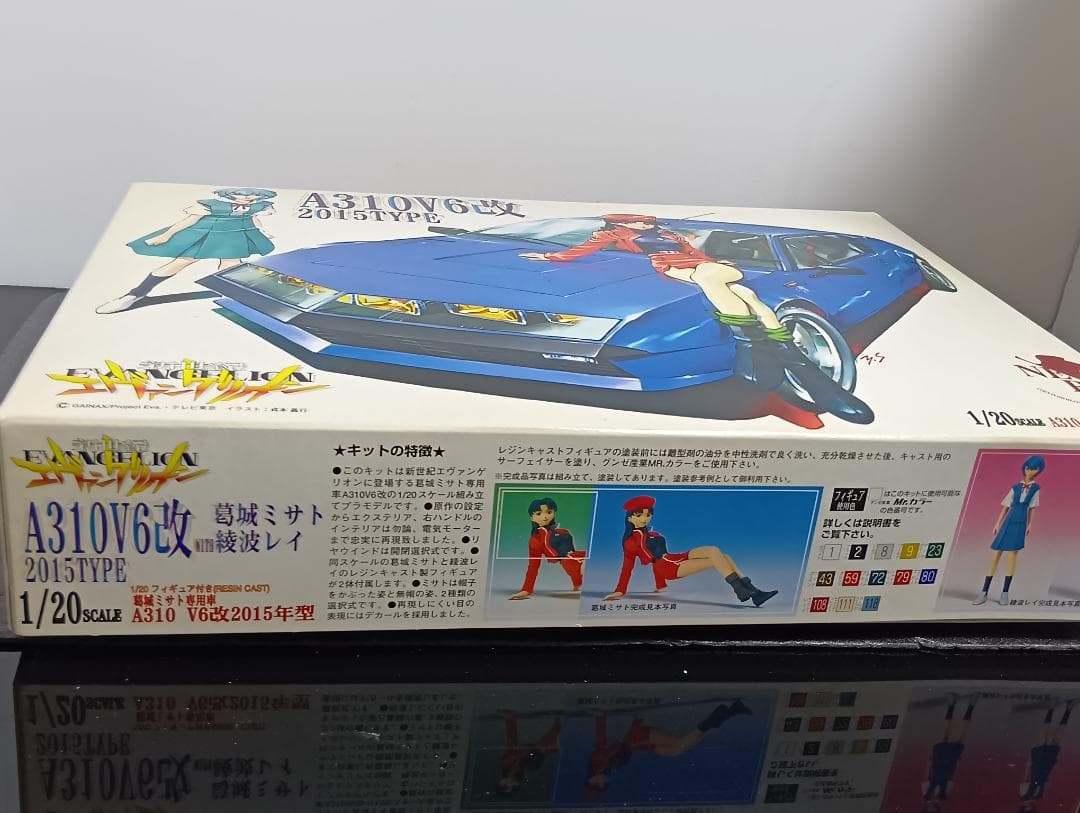 A310V6改
2015TYPE
EVANGELION
エヴァンゲリオン
©GAINAX/Project Eva.・テレビ東京 イラスト:貞本義行
1/20SCALE A310
EVANGELION
エヴァンゲリオン
A310V6改 WITH 葛城ミサト
綾波レイ
2015TYPE
1/20SCALE
1/20 フィギュア付き(RESIN CAST)
葛城ミサト専用車
A310 V6改2015年型
★キットの特徴★
●このキットは新世紀エヴァンゲ
リオンに登場する葛城ミサト専用
車A310V6改の1/20スケール組み立
てプラモデルです。●原作の設定
からエクステリア、右ハンドルの
インテリアは勿論、電気モーター
まで忠実に再現致しました。●リ
ヤウインドは開閉選択式です。●
同スケールの葛城ミサトと綾波レ
イのレジンキャスト製フィギュア
が2体付属します。●ミサトは帽子
をかぶった姿と無帽の姿、2種類の
選択式です。●再現しにくい目の
表現にはデカールを採用しました。
レジンキャストフィギュアの塗装前には離型剤の油分を中性洗剤で良く洗い、充分乾燥させた後、キャスト用の
サーフェイサーを塗り、グンゼ産業MR.カラーをご使用下さい。
※完成品写真は組み立て、塗装してあります。塗装参考例として御利用下さい。
葛城ミサト完成見本写真
フィギュア
使用色
はこのキットに使用可能な
Mr.カラー
の色番号です。
詳しくは説明書を
ご覧下さい。
1 2 8 9 23
43 59 72 79 80
108 111 118
綾波レイ完成見本写真